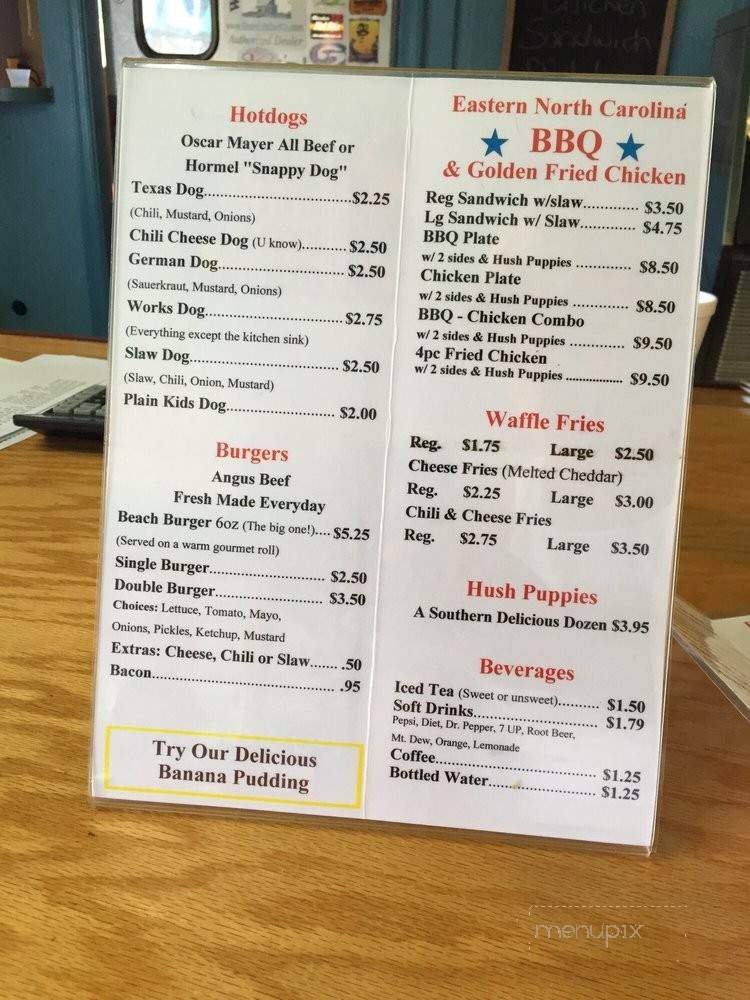 Authorized Dealer
Chicken
Sandwich
Hotdogs
Oscar Mayer All Beef or
Hormel "Snappy Dog"
Texas Dog..............................$2.25
(Chili, Mustard, Onions)
Chili Cheese Dog (U know)......... $2.50
German Dog.......................... $2.50
(Sauerkraut, Mustard, Onions)
Works Dog............................$2.75
(Everything except the kitchen sink)
Slaw Dog............................... $2.50
(Slaw, Chili, Onion, Mustard)
Plain Kids Dog...................... $2.00
Burgers
Angus Beef
Fresh Made Everyday
Beach Burger 6oz (The big one!).... $5.25
(Served on a warm gourmet roll)
Single Burger........................ $2.50
Double Burger....................... $3.50
Choices: Lettuce, Tomato, Mayo,
Onions, Pickles, Ketchup, Mustard
Extras: Cheese, Chili or Slaw....... .50
Bacon..................................... .95
Try Our Delicious
Banana Pudding
Eastern North Carolina
BBQ
& Golden Fried Chicken
Reg Sandwich w/slaw............. $3.50
Lg Sandwich w/ Slaw............. $4.75
BBQ Plate
w/ 2 sides & Hush Puppies ............. $8.50
Chicken Plate
w/ 2 sides & Hush Puppies ............. $8.50
BBQ - Chicken Combo
w/ 2 sides & Hush Puppies ............. $9.50
4pc Fried Chicken
w/ 2 sides & Hush Puppies ................. $9.50
Waffle Fries
Reg. $1.75 Large $2.50
Cheese Fries (Melted Cheddar)
Reg. $2.25 Large $3.00
Chili & Cheese Fries
Reg. $2.75 Large $3.50
Hush Puppies
A Southern Delicious Dozen $3.95
Beverages
Iced Tea (Sweet or unsweet).......... $1.50
Soft Drinks............................ $1.79
Pepsi, Diet, Dr. Pepper, 7 UP, Root Beer,
Mt. Dew, Orange, Lemonade
Coffee..................................... $1.25
Bottled Water......................... $1.25
menupix